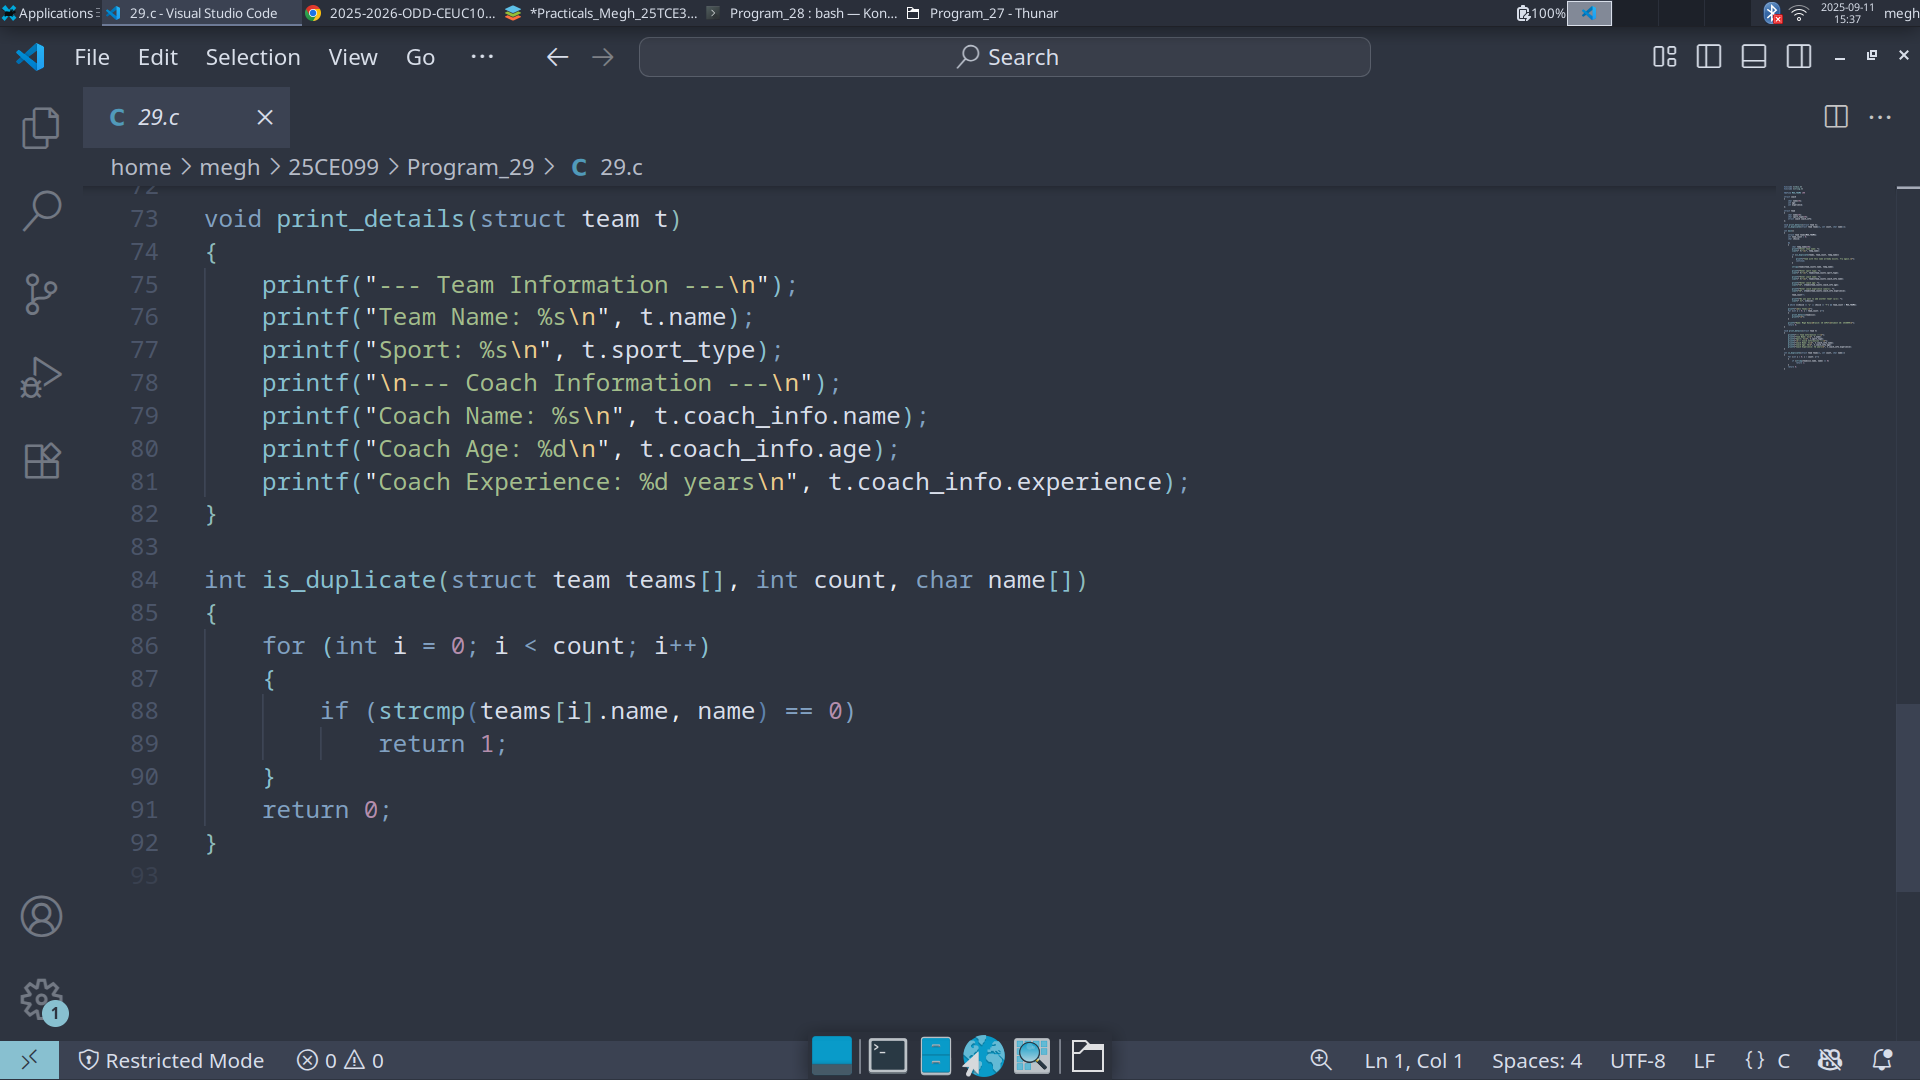 Applications 29.c - Visual Studio Code 2025-2026-ODD-CEUC10... *Practicals_Megh_25TCE3... Program_28 : bash — Kon... Program_27 - Thunar 100% 2025-09-11 15:37 megh
File Edit Selection View Go ··· Search
C 29.c
home > megh > 25CE099 > Program_29 > C 29.c
72
73 void print_details(struct team t)
74 {
75     printf("--- Team Information ---\n");
76     printf("Team Name: %s\n", t.name);
77     printf("Sport: %s\n", t.sport_type);
78     printf("\n--- Coach Information ---\n");
79     printf("Coach Name: %s\n", t.coach_info.name);
80     printf("Coach Age: %d\n", t.coach_info.age);
81     printf("Coach Experience: %d years\n", t.coach_info.experience);
82 }
83
84 int is_duplicate(struct team teams[], int count, char name[])
85 {
86     for (int i = 0; i < count; i++)
87     {
88         if (strcmp(teams[i].name, name) == 0)
89             return 1;
90     }
91     return 0;
92 }
93
1
Restricted Mode 0 0 Ln 1, Col 1 Spaces: 4 UTF-8 LF {} C